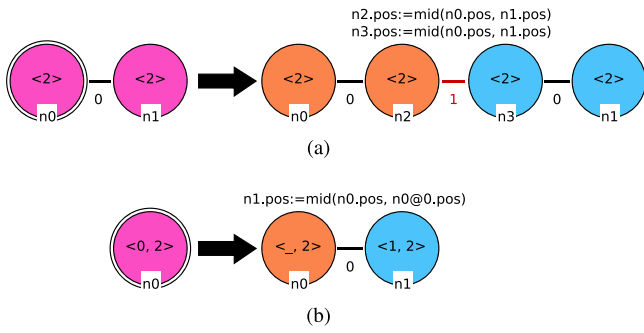 n2.pos:=mid(n0.pos, n1.pos)
n3.pos:=mid(n0.pos, n1.pos)
<2> <2> <2> <2> <2> <2>
0 0 1 0
n0 n1 n0 n2 n3 n1
(a)
n1.pos:=mid(n0.pos, n0@0.pos)
<0, 2> <_, 2> <1, 2>
0
n0 n0 n1
(b)